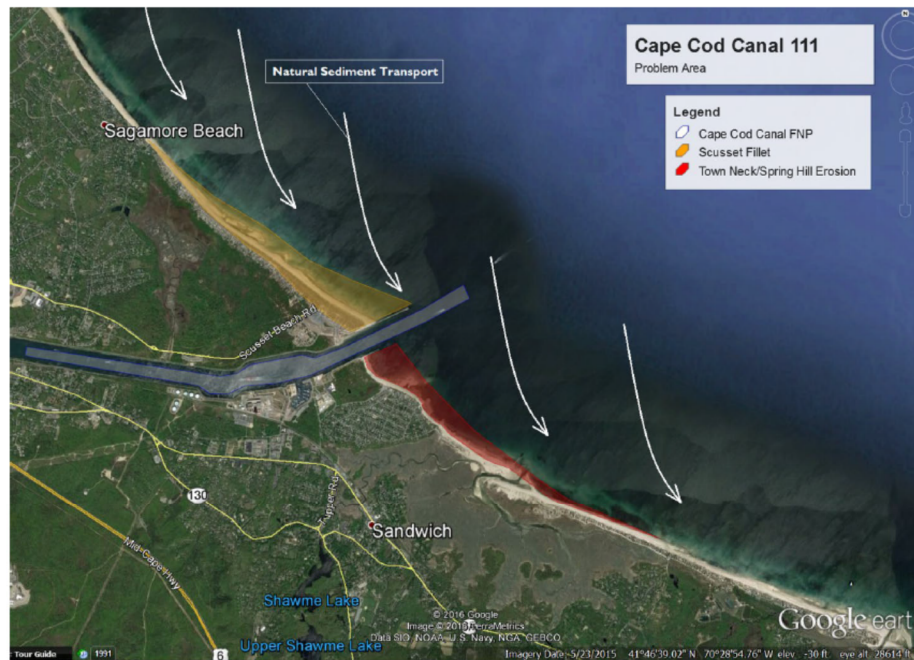 Cape Cod Canal 111
Problem Area
Natural Sediment Transport
Legend
Cape Cod Canal FNP
Scusset Fillet
Town Neck/Spring Hill Erosion
Sagamore Beach
Scusset Beach Rd
130
Tupper Rd
Sandwich
Mid-Cape Hwy
Shawme Lake
Upper Shawme Lake
6
© 2016 Google
Image © 2016 TerraMetrics
Data SIO, NOAA, U.S. Navy, NGA, GEBCO
Google eart
Tour Guide
1991
Imagery Date: 5/23/2015 41°46'39.02" N 70°28'54.76" W elev -30 ft eye alt 28614 ft
N